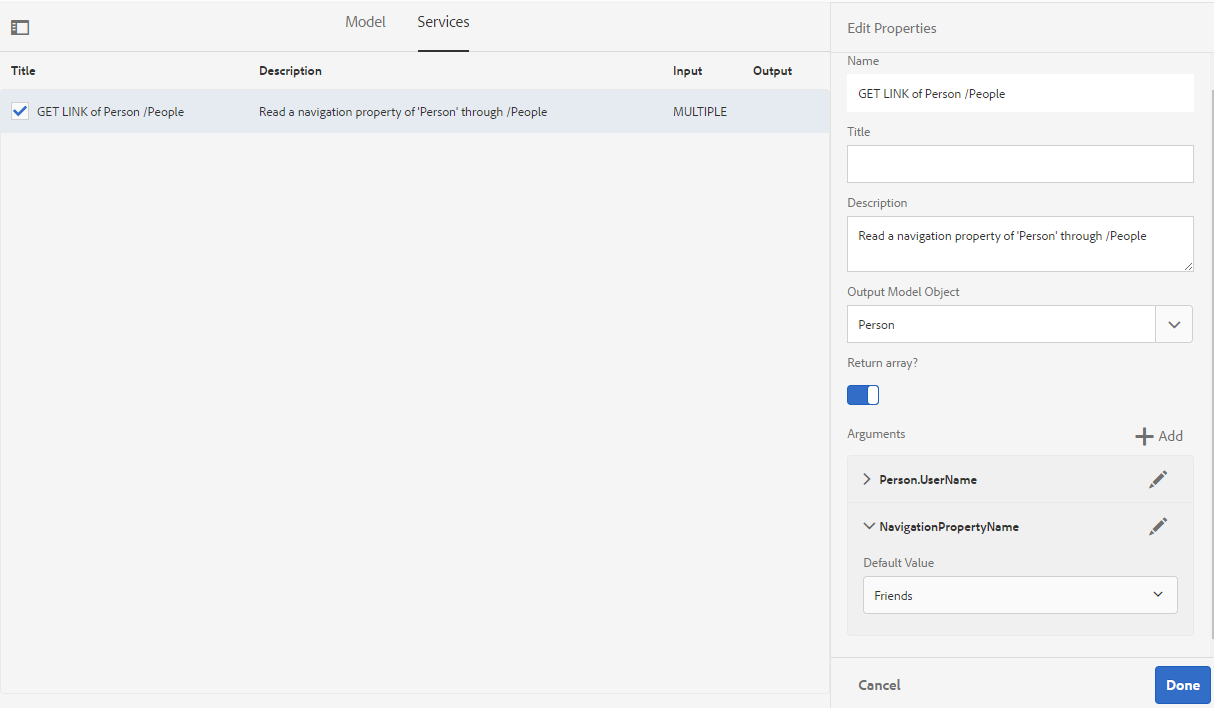 Model Services
Title Description Input Output
GET LINK of Person /People Read a navigation property of 'Person' through /People MULTIPLE
Edit Properties
Name
GET LINK of Person /People
Title
Description
Read a navigation property of 'Person' through /People
Output Model Object
Person
Return array?
Arguments Add
Person.UserName
NavigationPropertyName
Default Value
Friends
Cancel Done